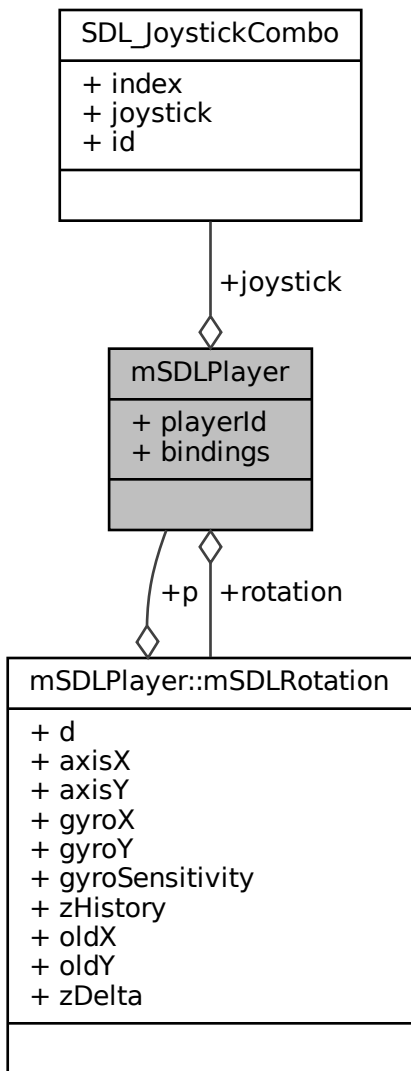 SDL_JoystickCombo
+ index
+ joystick
+ id
+joystick
mSDLPlayer
+ playerId
+ bindings
+p
+rotation
mSDLPlayer::mSDLRotation
+ d
+ axisX
+ axisY
+ gyroX
+ gyroY
+ gyroSensitivity
+ zHistory
+ oldX
+ oldY
+ zDelta